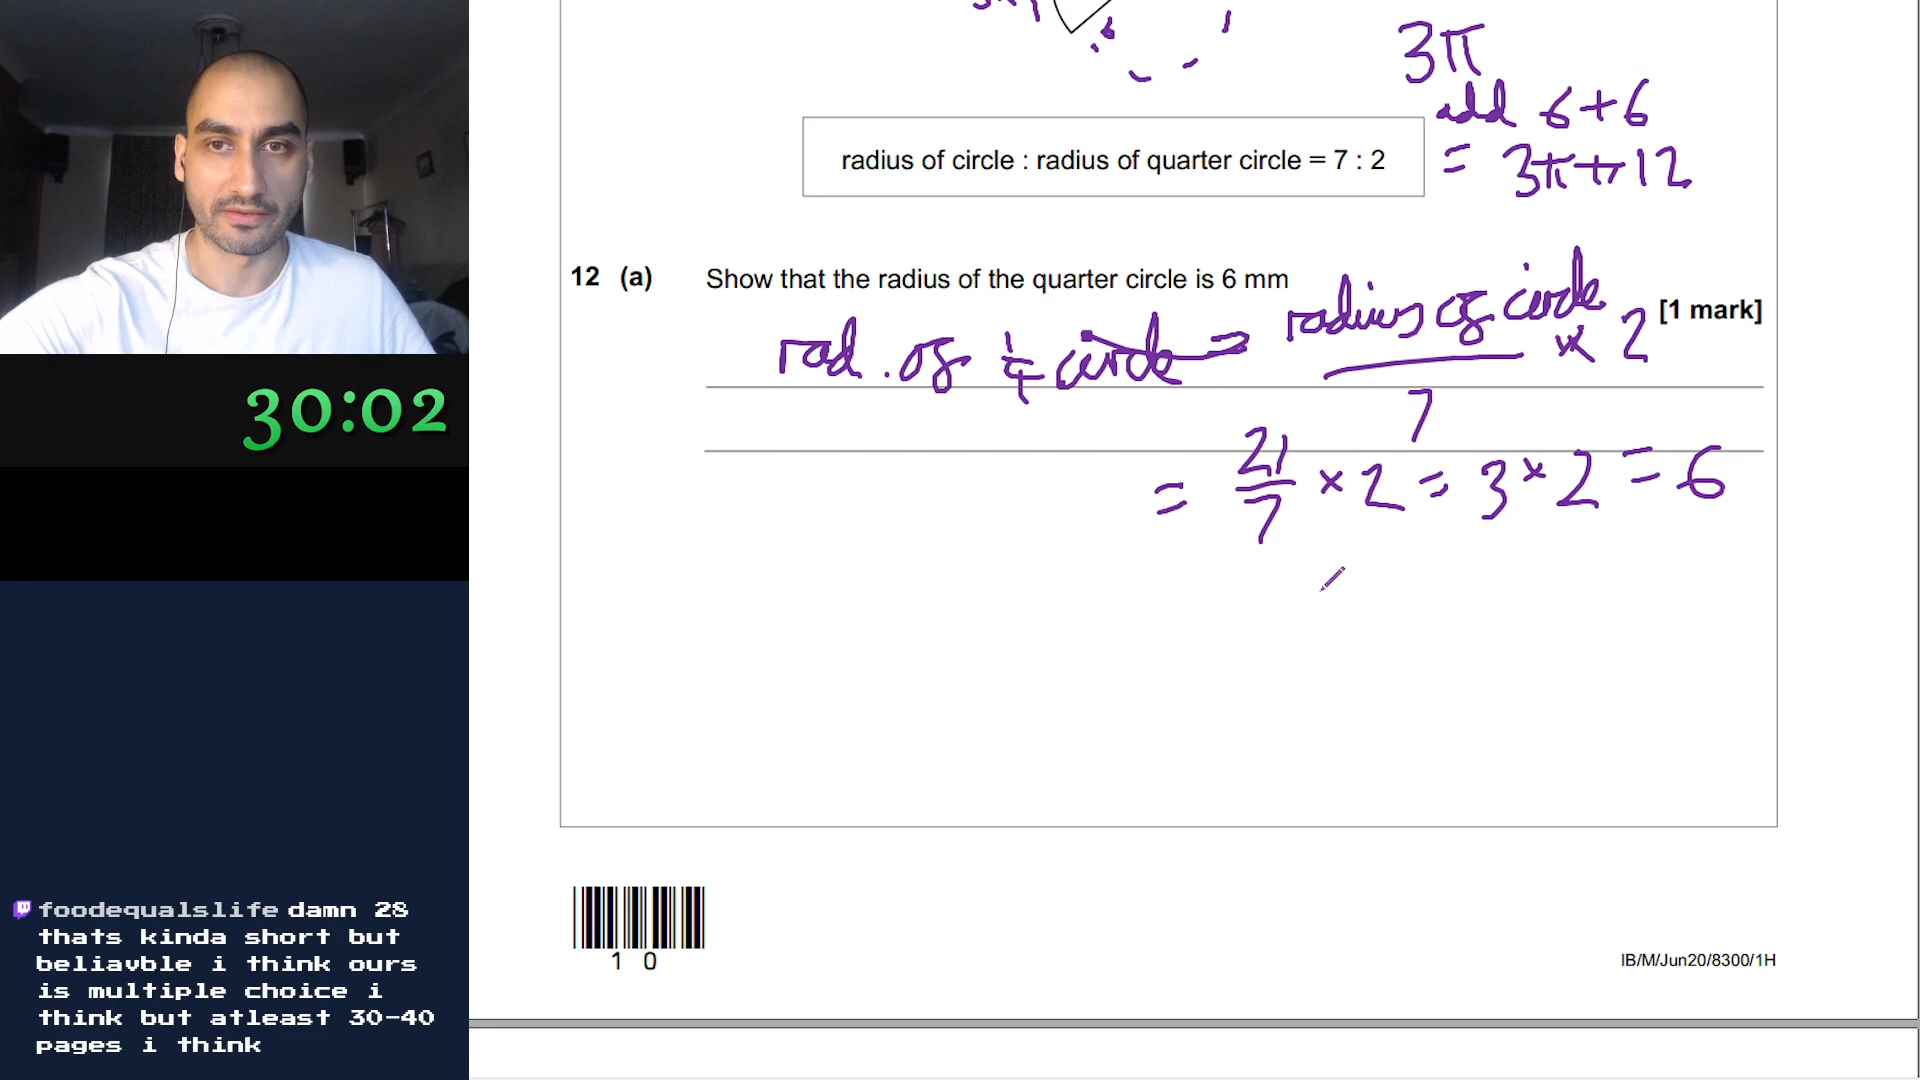 3π
add 6+6
= 3π+12
radius of circle : radius of quarter circle = 7 : 2
12 (a) Show that the radius of the quarter circle is 6 mm
[1 mark]
rad. of 1/4 circle = radius of circle / 7 × 2
= 21/7 × 2 = 3 × 2 = 6
30:02
foodequalslife damn 28
thats kinda short but
beliavble i think ours
is multiple choice i
think but atleast 30-40
pages i think
1 0
IB/M/Jun20/8300/1H